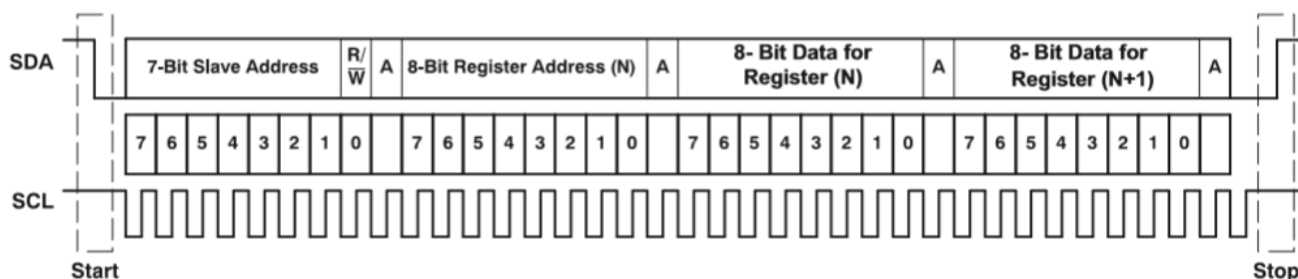 SDA
7-Bit Slave Address
R/
W
A
8-Bit Register Address (N)
A
8- Bit Data for
Register (N)
A
8- Bit Data for
Register (N+1)
A
7 6 5 4 3 2 1 0 7 6 5 4 3 2 1 0 7 6 5 4 3 2 1 0 7 6 5 4 3 2 1 0
SCL
Start
Stop